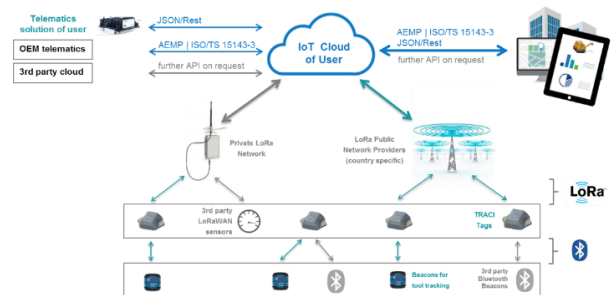 Telematics
solution of user
OEM telematics
3rd party cloud
JSON/Rest
AEMP | ISO/TS 15143-3
further API on request
IoT Cloud
of User
AEMP | ISO/TS 15143-3
JSON/Rest
further API on request
Private LoRa
Network
LoRa Public
Network Providers
(country specific)
LoRa
3rd party
LoRaWAN
sensors
TRACI
Tags
Beacons for
tool tracking
3rd party
Bluetooth
Beacons